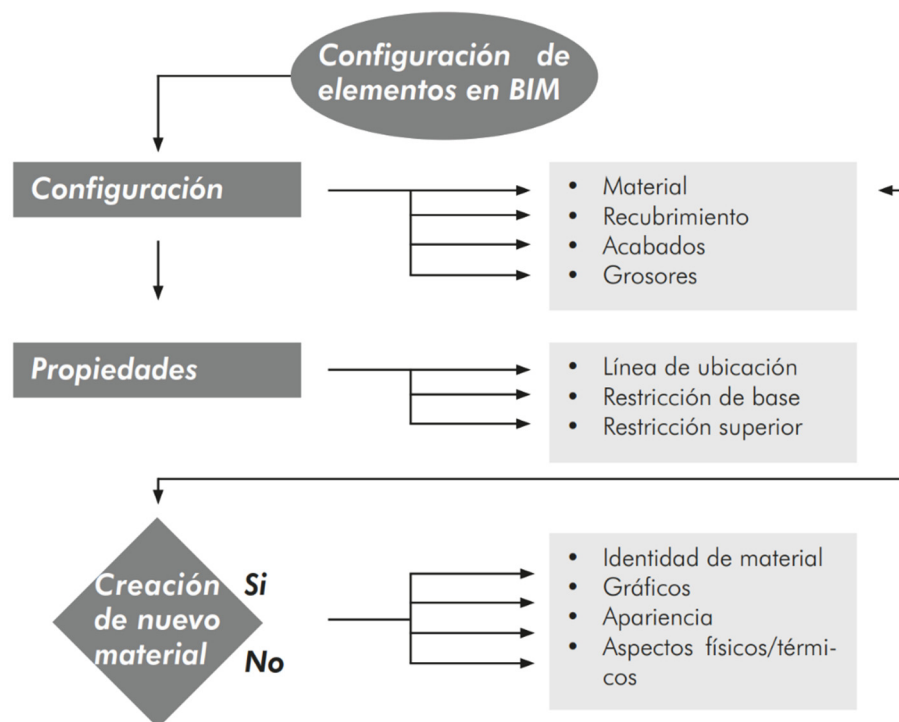 Configuración de
elementos en BIM
Configuración
• Material
• Recubrimiento
• Acabados
• Grosores
Propiedades
• Línea de ubicación
• Restricción de base
• Restricción superior
Creación
de nuevo
material
Si
No
• Identidad de material
• Gráficos
• Apariencia
• Aspectos físicos/térmi-
cos